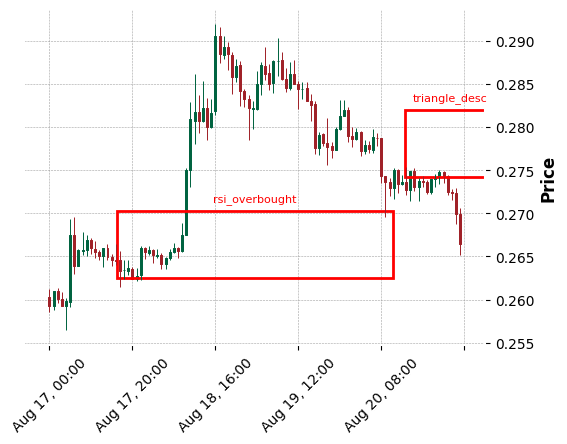 0.290
0.285
triangle_desc
0.280
0.275
Price
rsi_overbought
0.270
0.265
0.260
0.255
Aug 17, 00:00
Aug 17, 20:00
Aug 18, 16:00
Aug 19, 12:00
Aug 20, 08:00